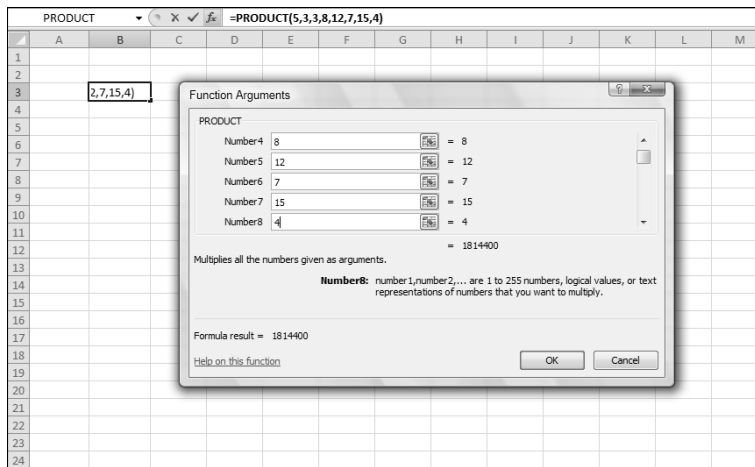 PRODUCT fx =PRODUCT(5,3,3,8,12,7,15,4)
A B C D E F G H I J K L M
1
2
3 2,7,15,4)
4
5
6
7
8
9
10
11
12
13
14
15
16
17
18
19
20
21
22
23
24
Function Arguments ? X
PRODUCT
Number4 8 = 8
Number5 12 = 12
Number6 7 = 7
Number7 15 = 15
Number8 4 = 4
= 1814400
Multiplies all the numbers given as arguments.
Number8: number1,number2,... are 1 to 255 numbers, logical values, or text
representations of numbers that you want to multiply.
Formula result = 1814400
Help on this function OK Cancel